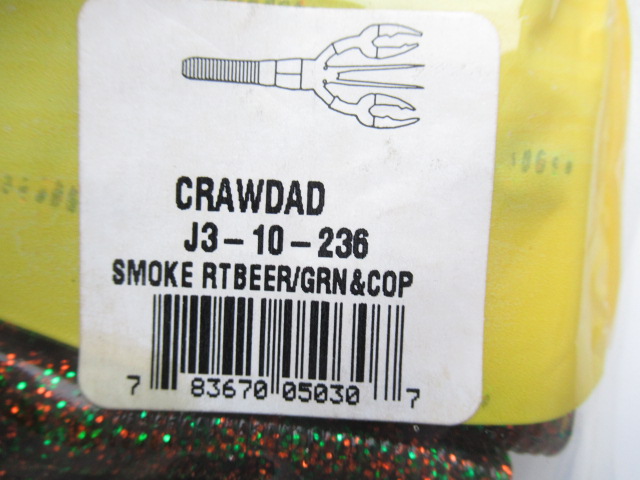 CRAWDAD
J3-10-236
SMOKE RTBEER/GRN&COP
7 83670 05030 7